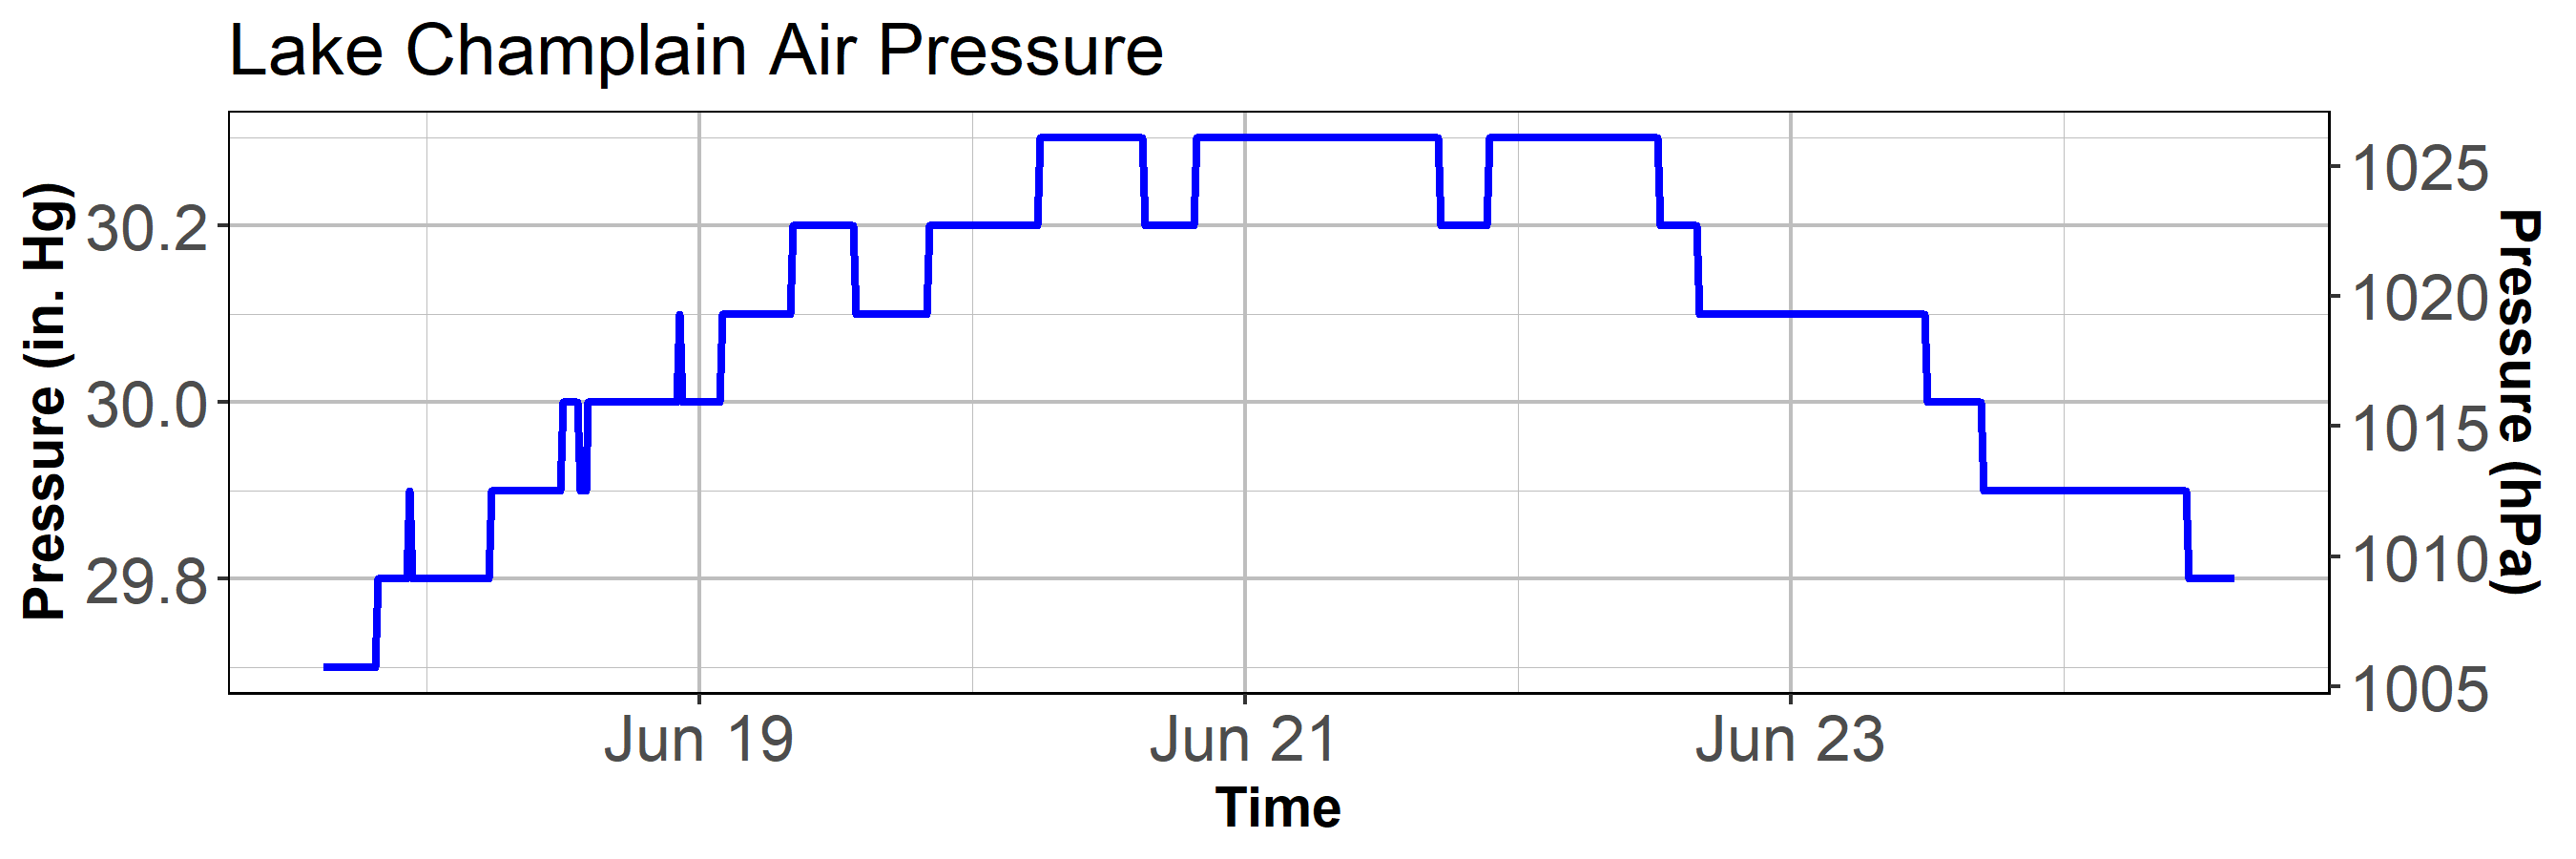 Lake Champlain Air Pressure
Pressure (in. Hg)
30.2
30.0
29.8
1025
1020
1015
1010
1005
Pressure (hPa)
Jun 19
Jun 21
Jun 23
Time